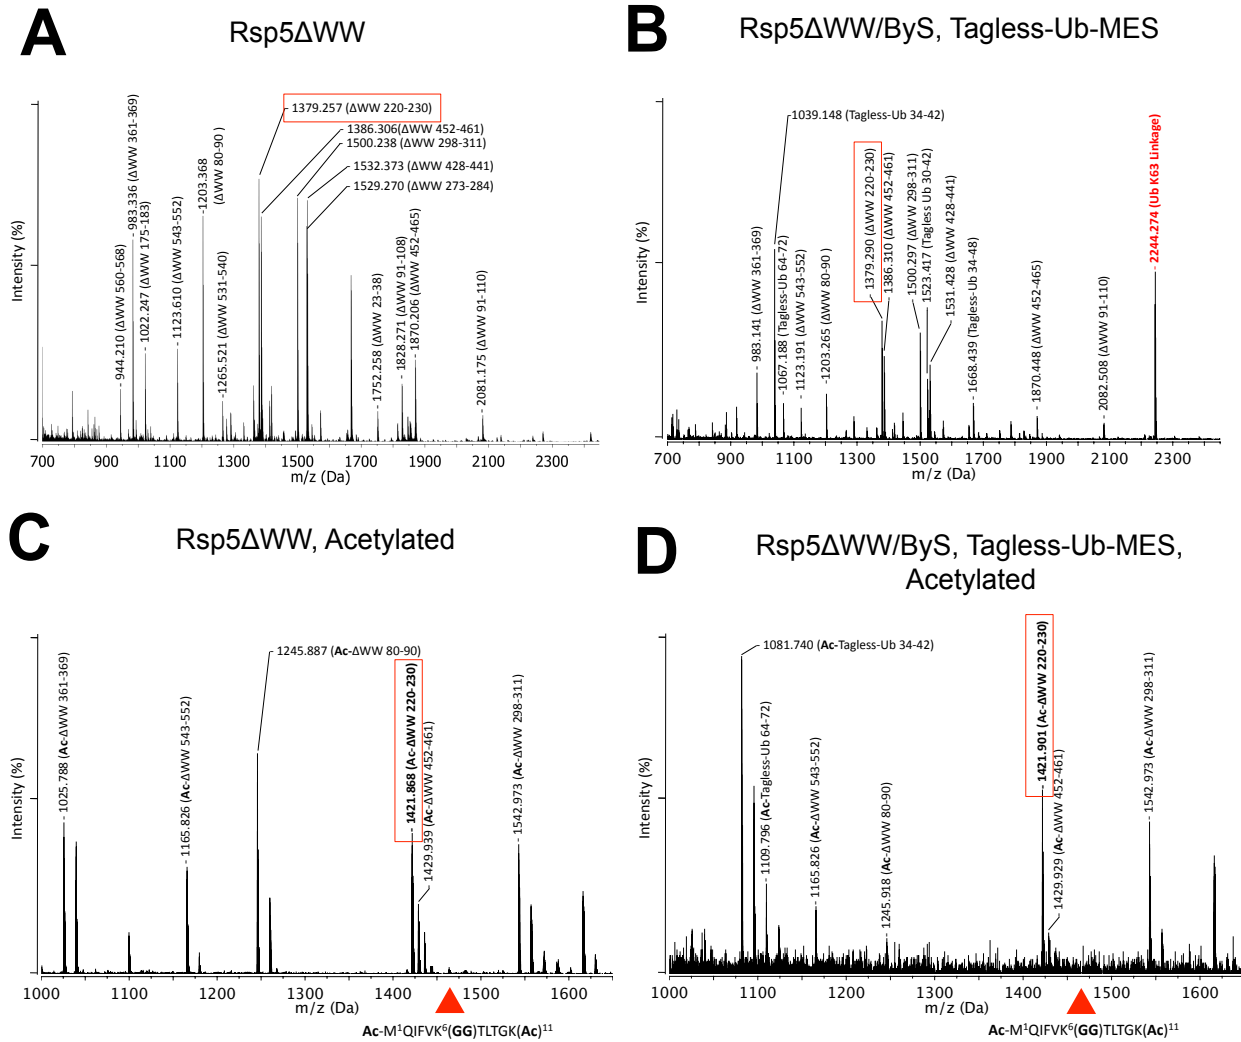 A
Rsp5ΔWW
Intensity (%)
944.210 (ΔWW 560-568)
983.336 (ΔWW 361-369)
1022.247 (ΔWW 175-183)
1123.610 (ΔWW 543-552)
1203.368
(ΔWW 80-90 )
1265.521 (ΔWW 531-540)
1379.257 (ΔWW 220-230)
1386.306(ΔWW 452-461)
1500.238 (ΔWW 298-311)
1532.373 (ΔWW 428-441)
1529.270 (ΔWW 273-284)
1752.258 (ΔWW 23-38)
1828.271 (ΔWW 91-108)
1870.206 (ΔWW 452-465)
2081.175 (ΔWW 91-110)
700 900 1100 1300 1500 1700 1900 2100 2300
m/z (Da)
B
Rsp5ΔWW/ByS, Tagless-Ub-MES
Intensity (%)
983.141 (ΔWW 361-369)
1039.148 (Tagless-Ub 34-42)
1067.188 (Tagless-Ub 64-72)
1123.191 (ΔWW 543-552)
1203.265 (ΔWW 80-90 )
1379.290 (ΔWW 220-230)
1386.310 (ΔWW 452-461)
1500.297 (ΔWW 298-311)
1523.417 (Tagless Ub 30-42)
1531.428 (ΔWW 428-441)
1668.439 (Tagless-Ub 34-48)
1870.448 (ΔWW 452-465)
2082.508 (ΔWW 91-110)
2244.274 (Ub K63 Linkage)
700 900 1100 1300 1500 1700 1900 2100 2300
m/z (Da)
C
Rsp5ΔWW, Acetylated
Intensity (%)
1025.788 (Ac-ΔWW 361-369)
1165.826 (Ac-ΔWW 543-552)
1245.887 (Ac-ΔWW 80-90)
1421.868 (Ac-ΔWW 220-230)
1429.939 (Ac-ΔWW 452-461)
1542.973 (Ac-ΔWW 298-311)
1000 1100 1200 1300 1400 1500 1600
m/z (Da)
Ac-M¹QIFVK⁶(GG)TLTGK(Ac)¹¹
D
Rsp5ΔWW/ByS, Tagless-Ub-MES,
Acetylated
Intensity (%)
1081.740 (Ac-Tagless-Ub 34-42)
1109.796 (Ac-Tagless-Ub 64-72)
1165.826 (Ac-ΔWW 543-552)
1245.918 (Ac-ΔWW 80-90)
1421.901 (Ac-ΔWW 220-230)
1429.929 (Ac-ΔWW 452-461)
1542.973 (Ac-ΔWW 298-311)
1000 1100 1200 1300 1400 1500 1600
m/z (Da)
Ac-M¹QIFVK⁶(GG)TLTGK(Ac)¹¹